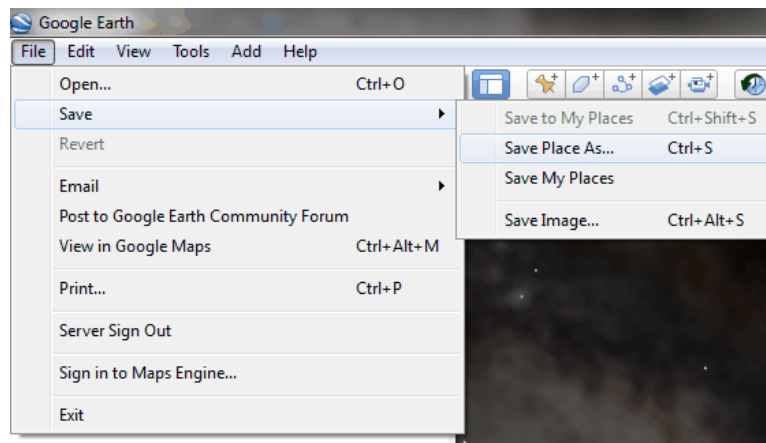 Google Earth
File Edit View Tools Add Help
Open... Ctrl+O
Save
Revert
Email
Post to Google Earth Community Forum
View in Google Maps Ctrl+Alt+M
Print... Ctrl+P
Server Sign Out
Sign in to Maps Engine...
Exit
Save to My Places Ctrl+Shift+S
Save Place As... Ctrl+S
Save My Places
Save Image... Ctrl+Alt+S